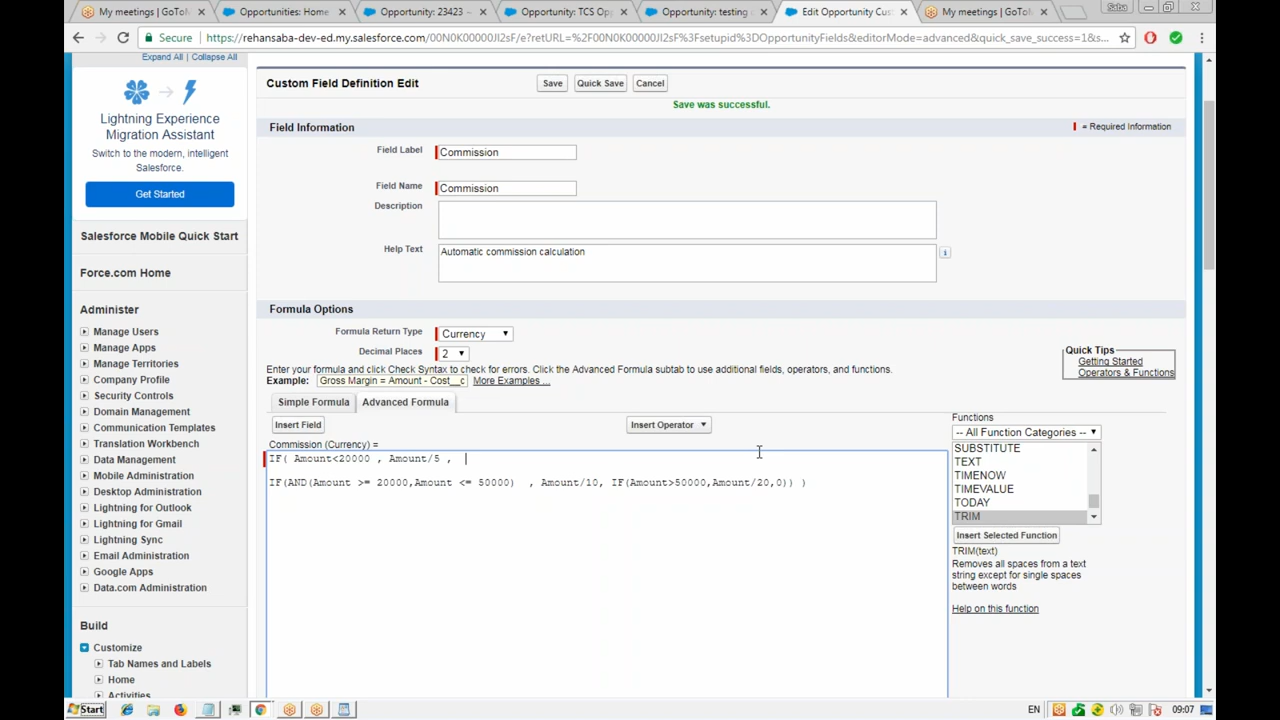 My meetings | GoToM
Opportunities: Home
Opportunity: 23423 ~
Opportunity: TCS Op
Opportunity: testing
Edit Opportunity Cus
My meetings | GoToM
Saba
Secure
https://rehansaba-dev-ed.my.salesforce.com/00N0K00000JI2sF/e?retURL=%2F00N0K00000JI2sF%3Fsetupid%3DOpportunityFields&editorMode=advanced&quick_save_success=1&s
Expand All | Collapse All
Lightning Experience
Migration Assistant
Switch to the modern, intelligent
Salesforce.
Get Started
Salesforce Mobile Quick Start
Force.com Home
Administer
Manage Users
Manage Apps
Manage Territories
Company Profile
Security Controls
Domain Management
Communication Templates
Translation Workbench
Data Management
Mobile Administration
Desktop Administration
Lightning for Outlook
Lightning for Gmail
Lightning Sync
Email Administration
Google Apps
Data.com Administration
Build
Customize
Tab Names and Labels
Home
Activities
Custom Field Definition Edit
Save
Quick Save
Cancel
Save was successful.
Field Information
= Required Information
Field Label
Commission
Field Name
Commission
Description
Help Text
Automatic commission calculation
Formula Options
Formula Return Type
Currency
Decimal Places
2
Enter your formula and click Check Syntax to check for errors. Click the Advanced Formula subtab to use additional fields, operators, and functions.
Example: Gross Margin = Amount - Cost__c More Examples ...
Quick Tips
Getting Started
Operators & Functions
Simple Formula
Advanced Formula
Insert Field
Insert Operator
Commission (Currency) =
IF( Amount<20000 , Amount/5 ,
IF(AND(Amount >= 20000,Amount <= 50000) , Amount/10, IF(Amount>50000,Amount/20,0)) )
Functions
-- All Function Categories --
SUBSTITUTE
TEXT
TIMENOW
TIMEVALUE
TODAY
TRIM
Insert Selected Function
TRIM(text)
Removes all spaces from a text
string except for single spaces
between words
Help on this function
Start
EN
09:07